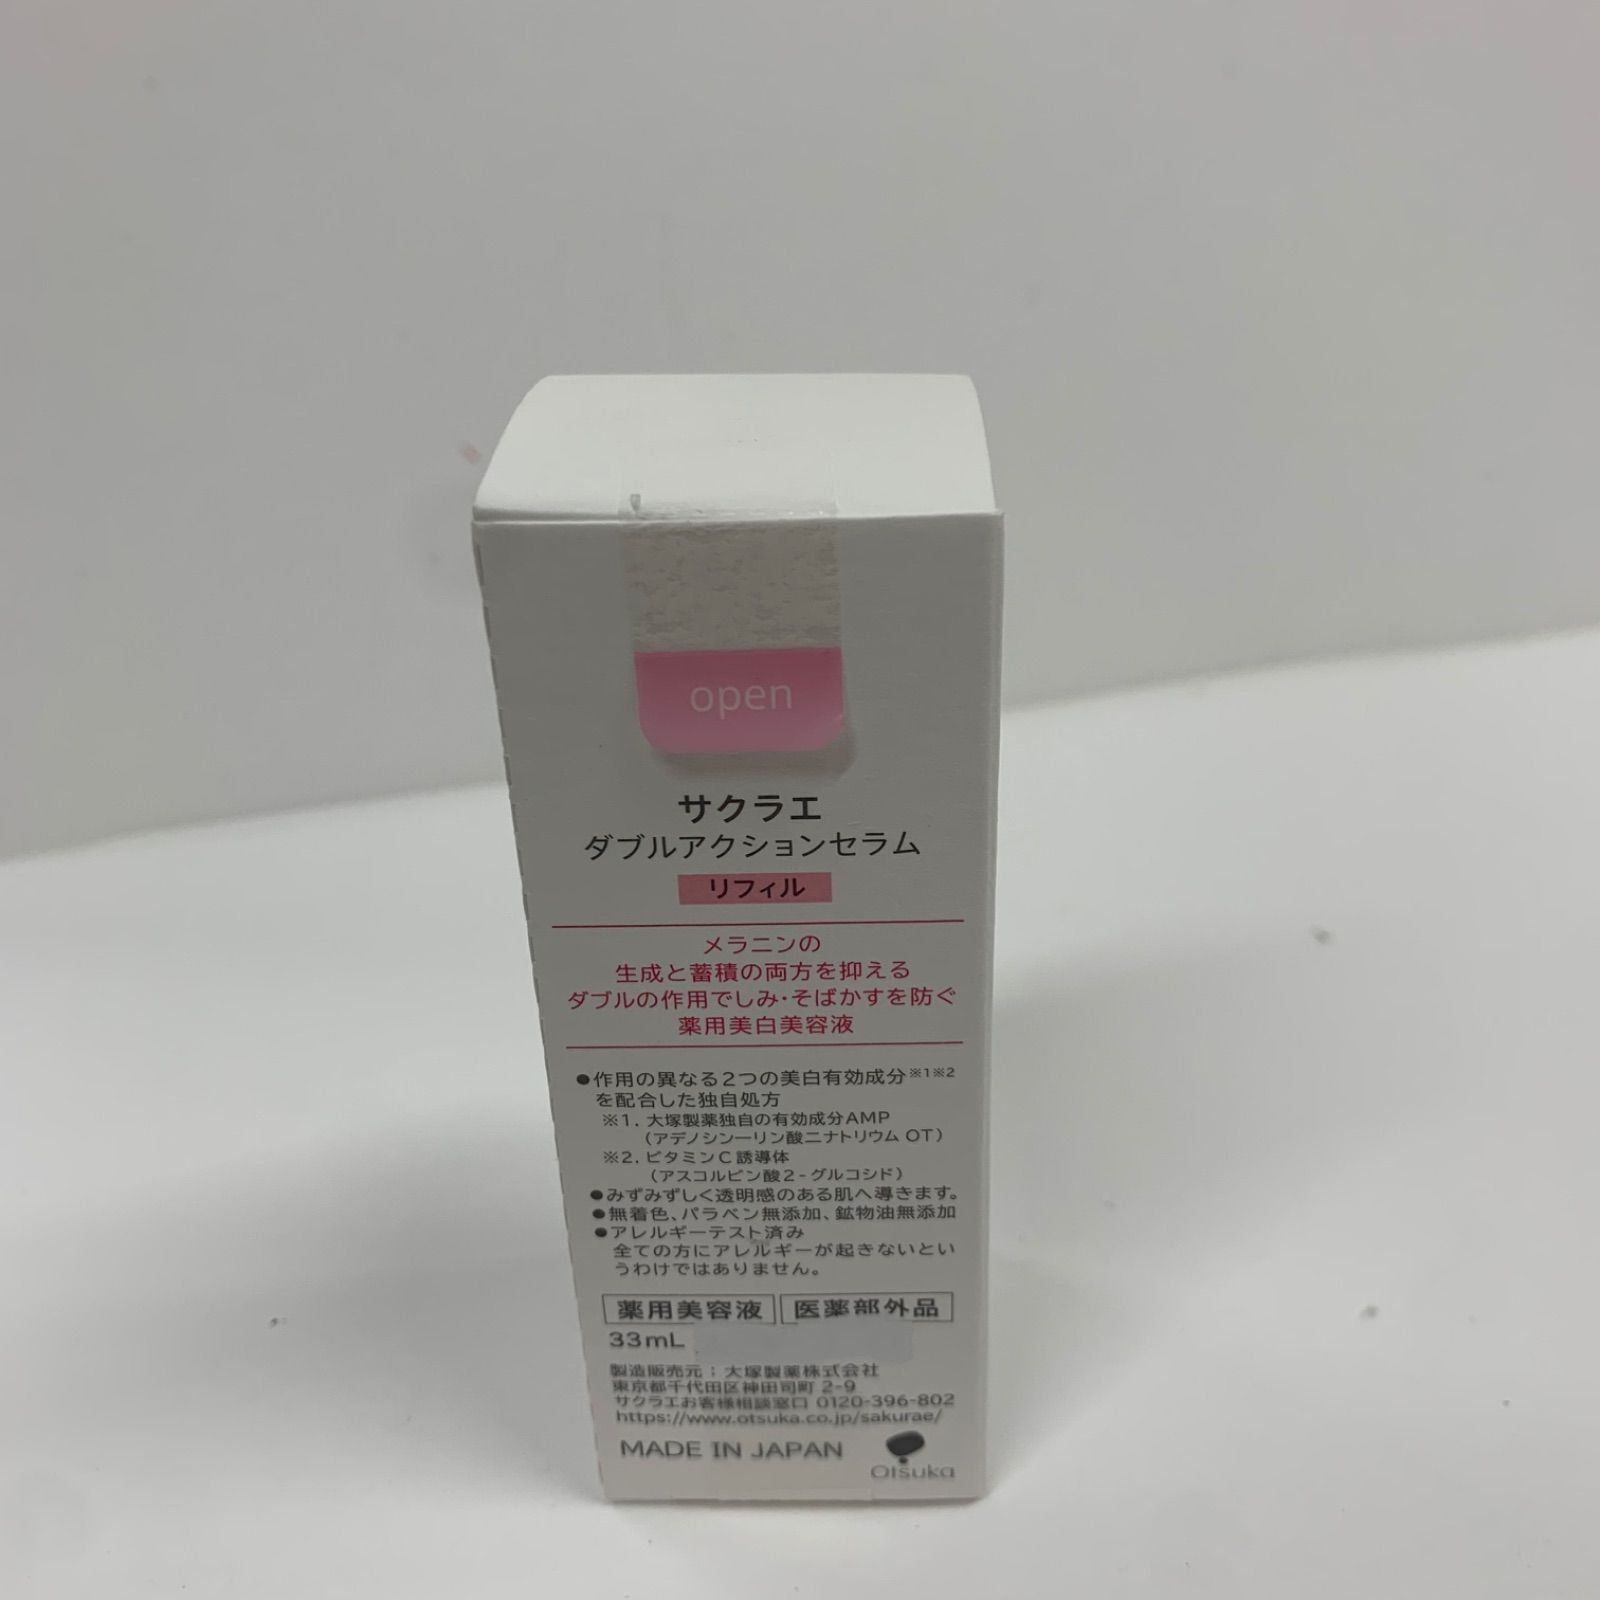 open
サクラエ
ダブルアクションセラム
リフィル
メラニンの
生成と蓄積の両方を抑える
ダブルの作用でしみ・そばかすを防ぐ
薬用美白美容液
●作用の異なる2つの美白有効成分※1※2
を配合した独自処方
※1. 大塚製薬独自の有効成分AMP
（アデノシン一リン酸二ナトリウム OT）
※2. ビタミンC誘導体
（アスコルビン酸2-グルコシド）
●みずみずしく透明感のある肌へ導きます。
●無着色、パラベン無添加、鉱物油無添加
●アレルギーテスト済み
全ての方にアレルギーが起きないとい
うわけではありません。
薬用美容液 医薬部外品
33mL
製造販売元：大塚製薬株式会社
東京都千代田区神田司町 2-9
サクラエお客様相談窓口 0120-396-802
https://www.otsuka.co.jp/sakurae/
MADE IN JAPAN
Otsuka